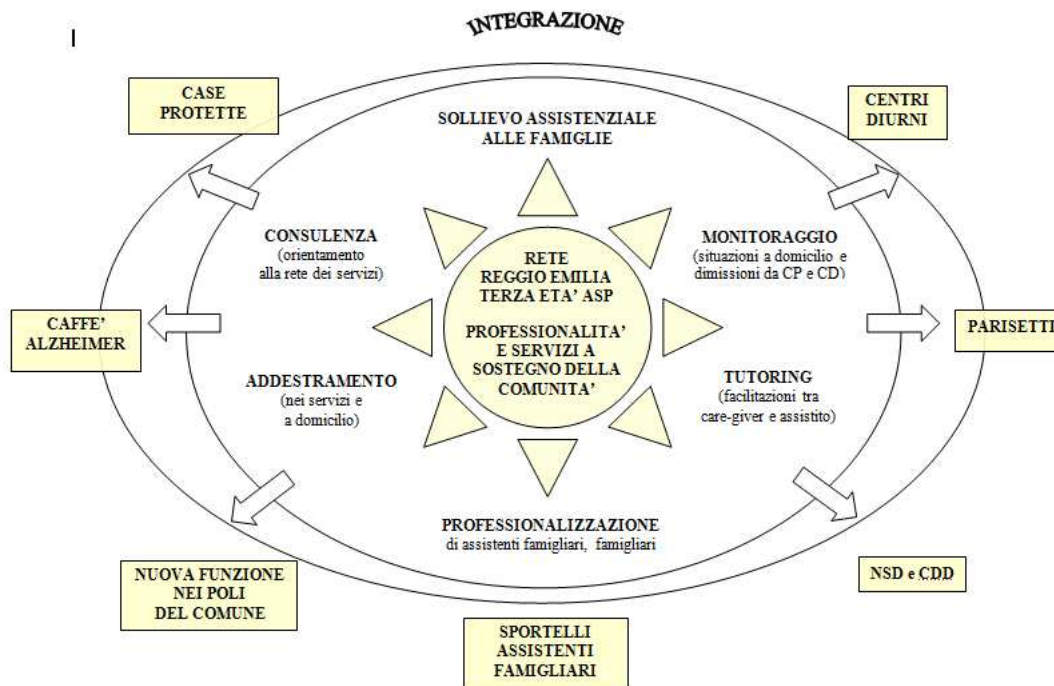 INTEGRAZIONE
I
CASE
PROTETTE
CENTRI
DIURNI
SOLLIEVO ASSISTENZIALE
ALLE FAMIGLIE
CONSULENZA
(orientamento
alla rete dei servizi)
MONITORAGGIO
(situazioni a domicilio e
dimissioni da CP e CD)
RETE
REGGIO EMILIA
TERZA ETA’ ASP
PROFESSIONALITA’
E SERVIZI A
SOSTEGNO DELLA
COMUNITA’
CAFFE’
ALZHEIMER
PARISETTI
ADDESTRAMENTO
(nei servizi e
a domicilio)
TUTORING
(facilitazioni tra
care-giver e assistito)
PROFESSIONALIZZAZIONE
di assistenti famigliari, famigliari
NUOVA FUNZIONE
NEI POLI
DEL COMUNE
NSD e CDD
SPORTELLI
ASSISTENTI
FAMIGLIARI